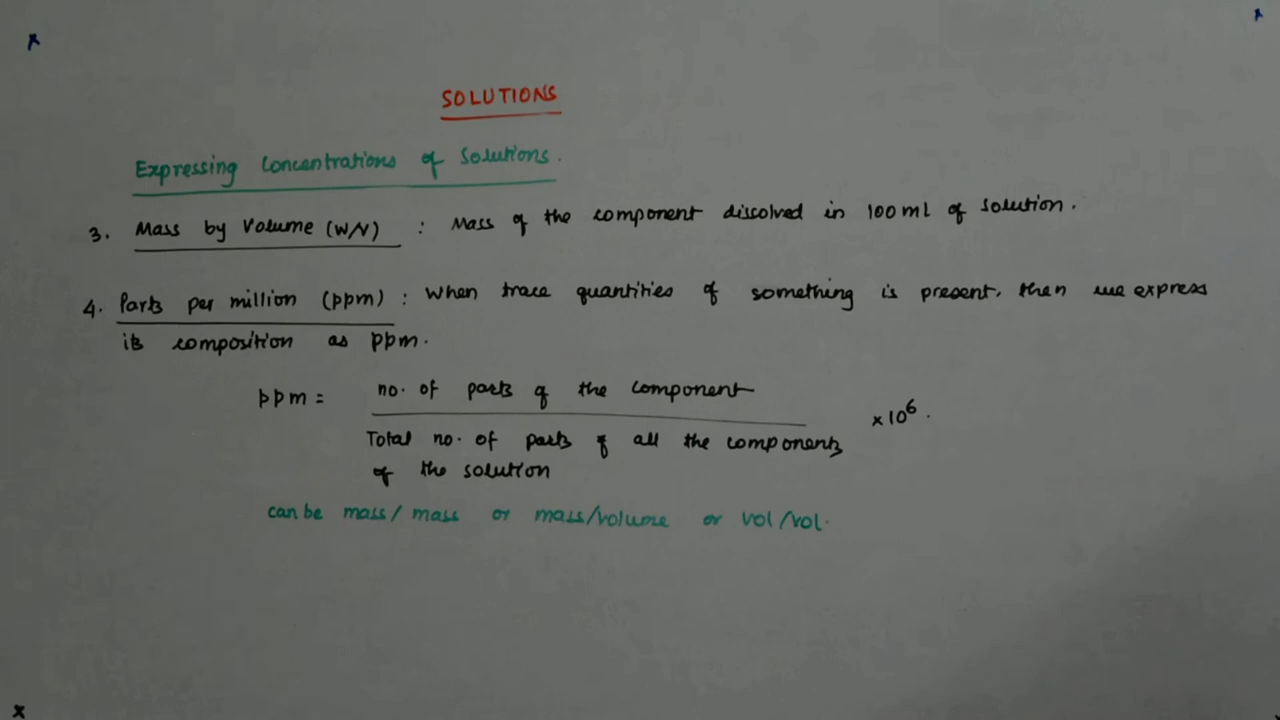 SOLUTIONS
Expressing Concentrations of Solutions.
3. Mass by Volume (W/V) : Mass of the component dissolved in 100 ml of solution.
4. Parts per million (ppm) : When trace quantities of something is present, then we express
its composition as ppm.
ppm = no. of parts of the component
× 10⁶.
Total no. of parts of all the components
of the solution
can be mass/mass or mass/volume or vol/vol.